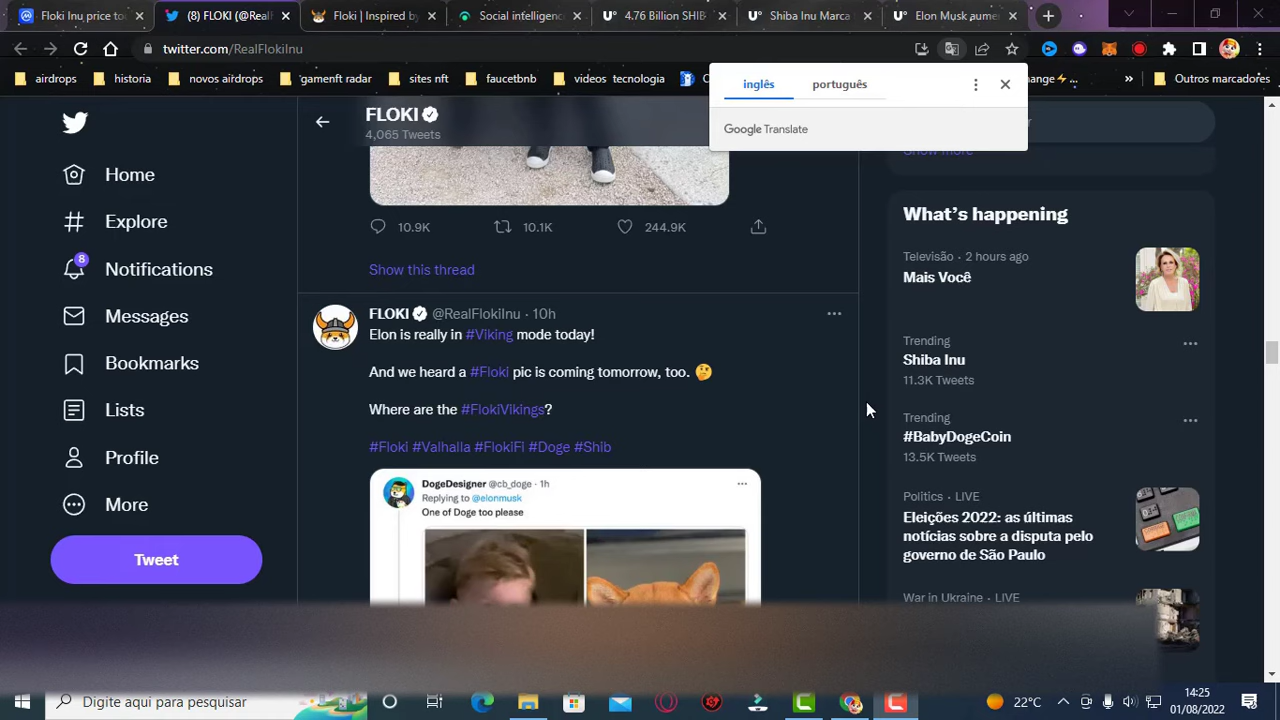 Floki Inu price to
(8) FLOKI (@Real
Floki | Inspired by
Social intelligenc
4.76 Billion SHIB
Shiba Inu Marca
Elon Musk aumen
twitter.com/RealFlokiInu
airdrops
historia
novos airdrops
gamenft radar
sites nft
faucetbnb
videos tecnologia
change
»
Outros marcadores
inglês
português
Google Translate
FLOKI
4,065 Tweets
Home
Explore
8
Notifications
Messages
Bookmarks
Lists
Profile
More
Tweet
10.9K
10.1K
244.9K
Show this thread
FLOKI @RealFlokiInu · 10h
Elon is really in #Viking mode today!
And we heard a #Floki pic is coming tomorrow, too. 🤔
Where are the #FlokiVikings?
#Floki #Valhalla #FlokiFi #Doge #Shib
DogeDesigner @cb_doge · 1h
Replying to @elonmusk
One of Doge too please
Show more
What's happening
Televisão · 2 hours ago
Mais Você
Trending
Shiba Inu
11.3K Tweets
Trending
#BabyDogeCoin
13.5K Tweets
Politics · LIVE
Eleições 2022: as últimas
notícias sobre a disputa pelo
governo de São Paulo
War in Ukraine · LIVE
Digite aqui para pesquisar
22°C
14:25
01/08/2022